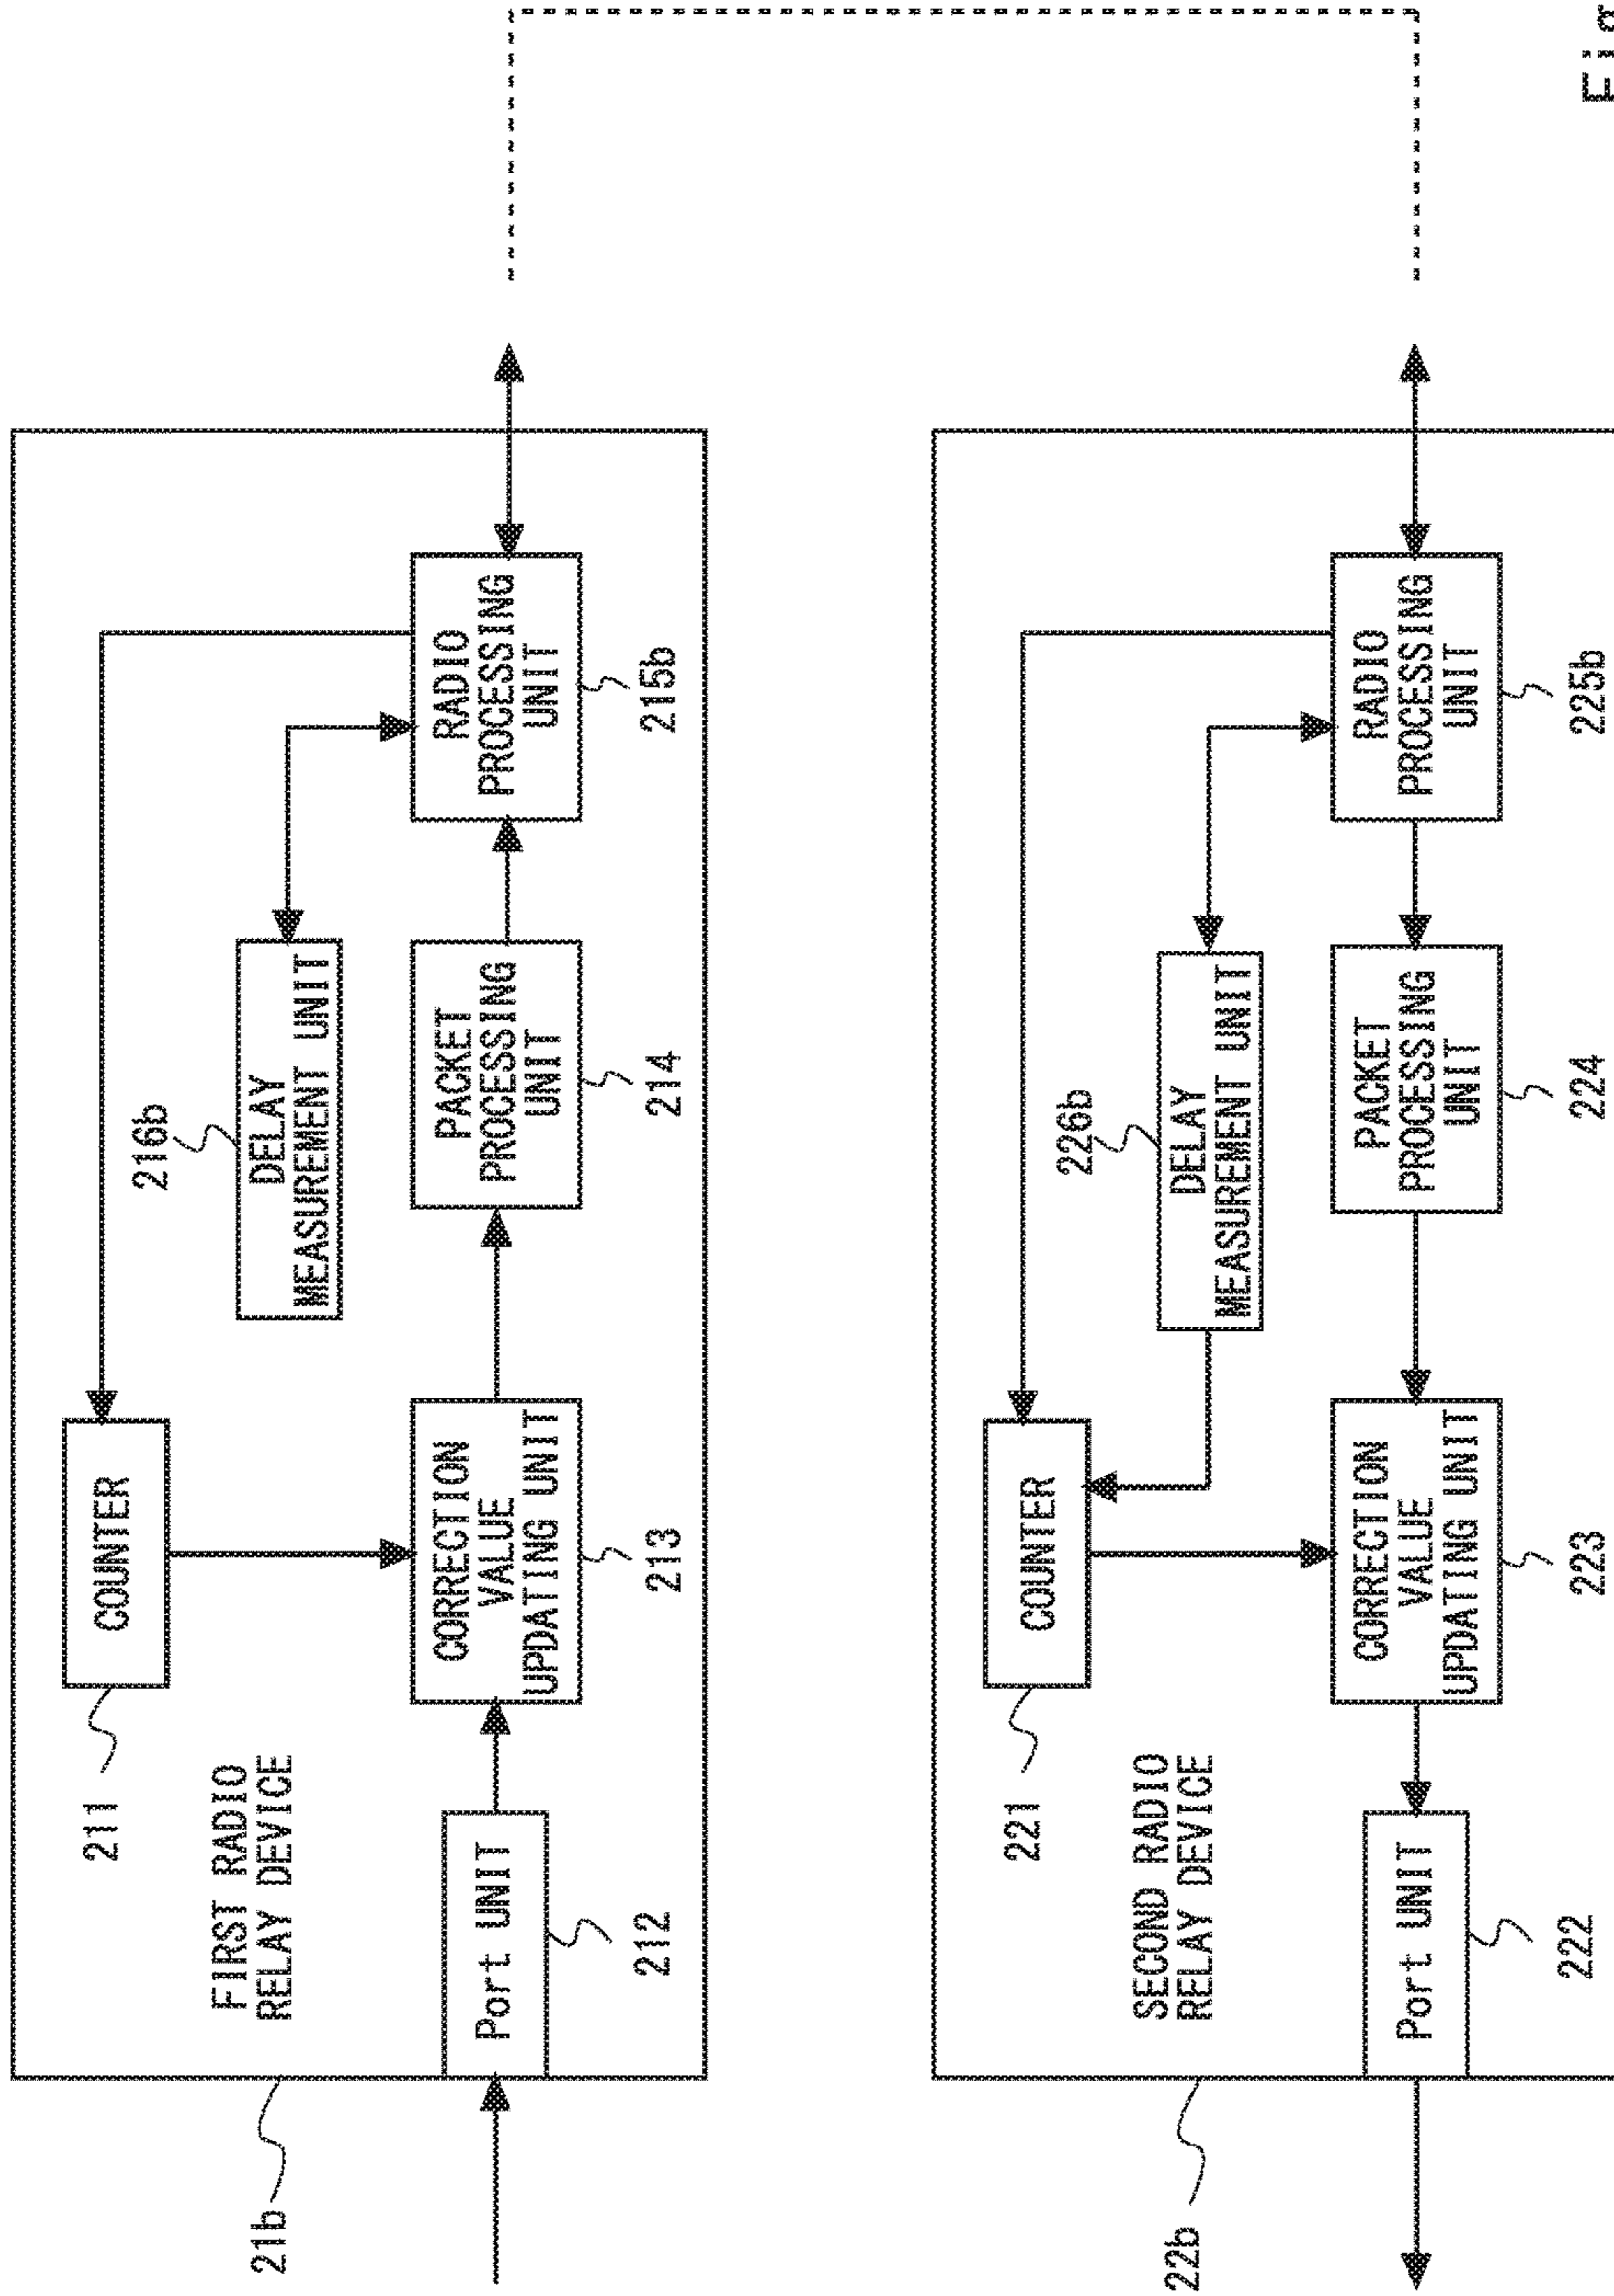 21b
FIRST RADIO
RELAY DEVICE
211
COUNTER
216b
DELAY
MEASUREMENT UNIT
Port UNIT
212
CORRECTION
VALUE
UPDATING UNIT
213
PACKET
PROCESSING
UNIT
214
RADIO
PROCESSING
UNIT
215b
22b
SECOND RADIO
RELAY DEVICE
221
COUNTER
226b
DELAY
MEASUREMENT UNIT
Port UNIT
222
CORRECTION
VALUE
UPDATING UNIT
223
PACKET
PROCESSING
UNIT
224
RADIO
PROCESSING
UNIT
225b